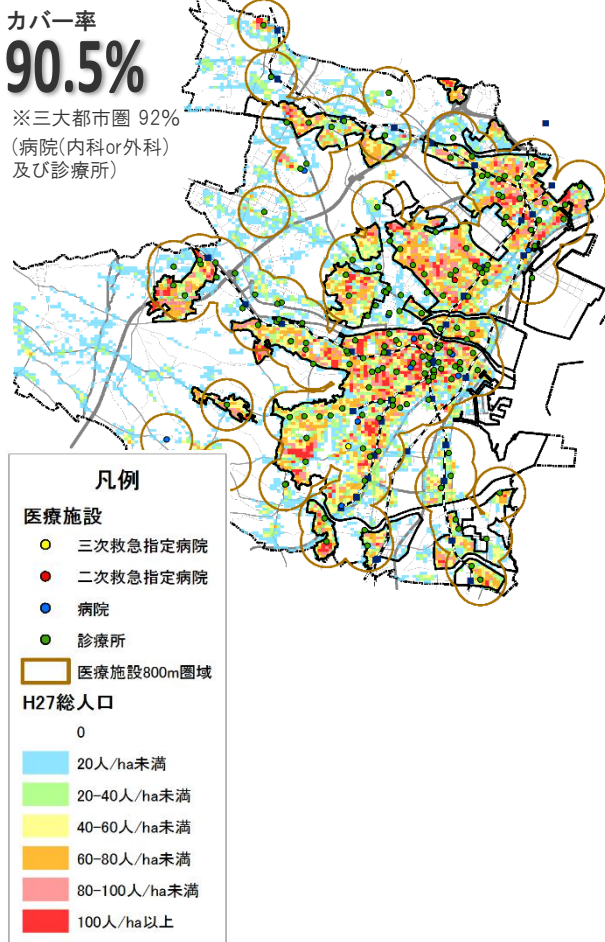 カバー率
90.5%
※三大都市圏 92%
(病院(内科or外科)
及び診療所)
凡例
医療施設
三次救急指定病院
二次救急指定病院
病院
診療所
医療施設800m圏域
H27総人口
0
20人/ha未満
20-40人/ha未満
40-60人/ha未満
60-80人/ha未満
80-100人/ha未満
100人/ha以上